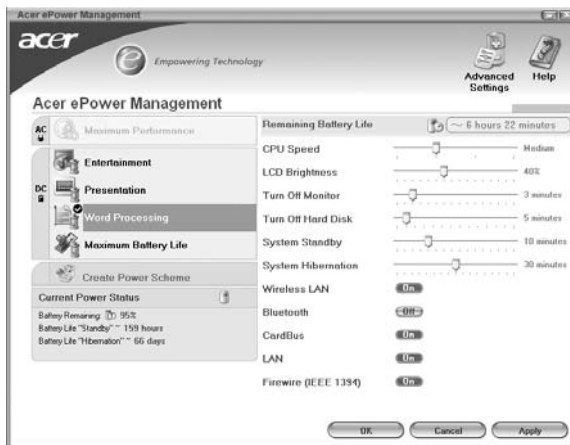 Acer ePower Management
acer
e Empowering Technology
Advanced Settings
Help
Acer ePower Management
AC
Maximum Performance
DC
Entertainment
Presentation
Word Processing
Maximum Battery Life
Create Power Scheme
Current Power Status
Battery Remaining: 95%
Battery Life "Standby" ~ 159 hours
Battery Life "Hibernation" ~ 66 days
Remaining Battery Life ~ 6 hours 22 minutes
CPU Speed Medium
LCD Brightness 40%
Turn Off Monitor 3 minutes
Turn Off Hard Disk 5 minutes
System Standby 10 minutes
System Hibernation 30 minutes
Wireless LAN On
Bluetooth Off
CardBus On
LAN On
Firewire (IEEE 1394) On
OK Cancel Apply